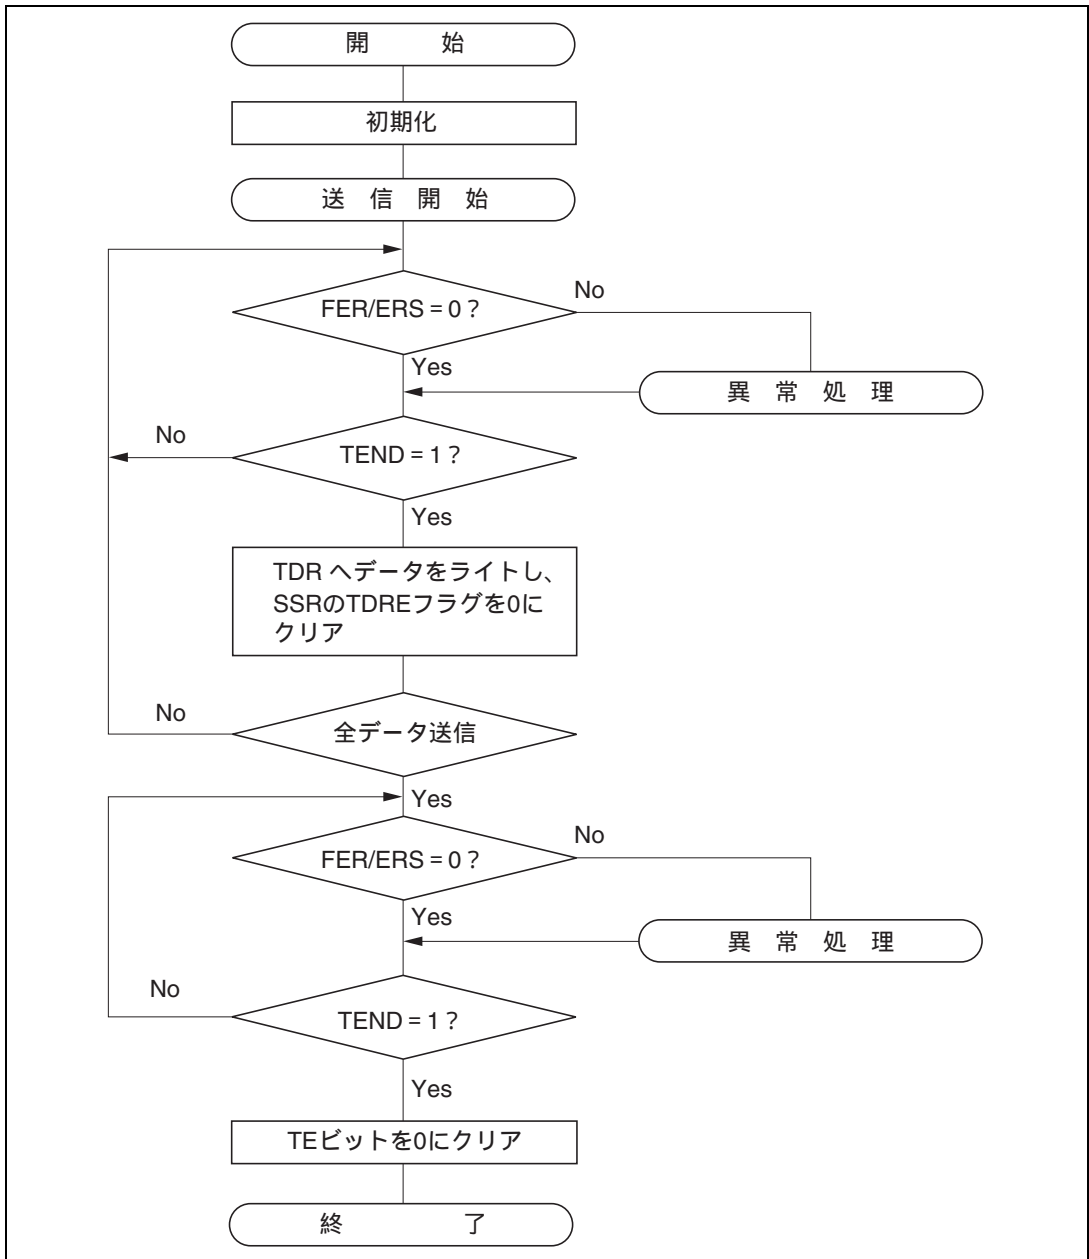 開 始
初期化
送 信 開 始
FER/ERS = 0 ?
No
Yes
異 常 処 理
No
TEND = 1 ?
Yes
TDR へデータをライトし、
SSRのTDREフラグを0に
クリア
No
全データ送信
Yes
FER/ERS = 0 ?
No
Yes
異 常 処 理
No
TEND = 1 ?
Yes
TEビットを0にクリア
終 了